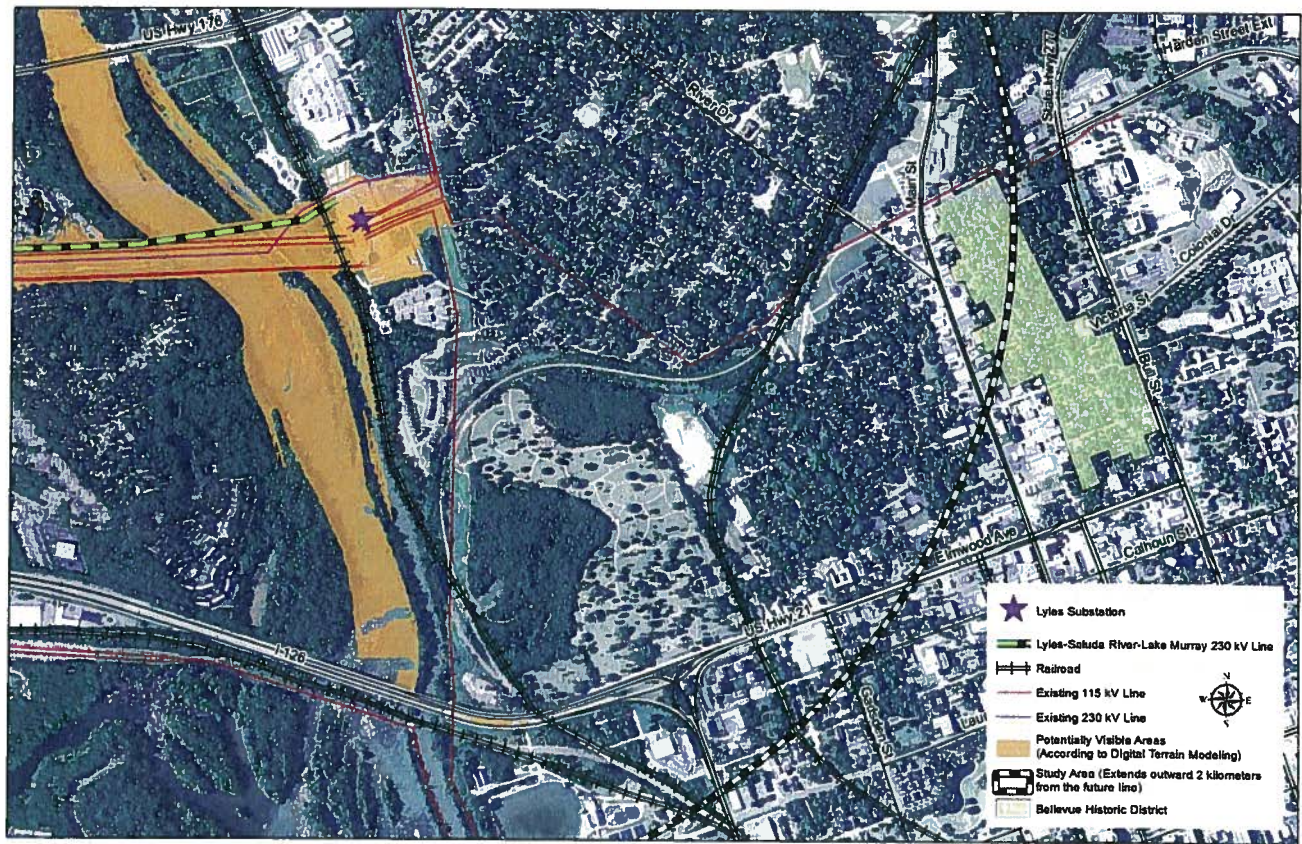 US Hwy 176
River Dr
Main St
State Hwy 277
Harden Street Ext
Colonial Dr
Victoria St
Bull St
Elmwood Ave
Calhoun St
US Hwy 21
I-126
Lyles Substation
Lyles-Saluda River-Lake Murray 230 kV Line
Railroad
Existing 115 kV Line
Existing 230 kV Line
Potentially Visible Areas
(According to Digital Terrain Modeling)
Study Area (Extends outward 2 kilometers
from the future line)
Bellevue Historic District
N
W
E
S